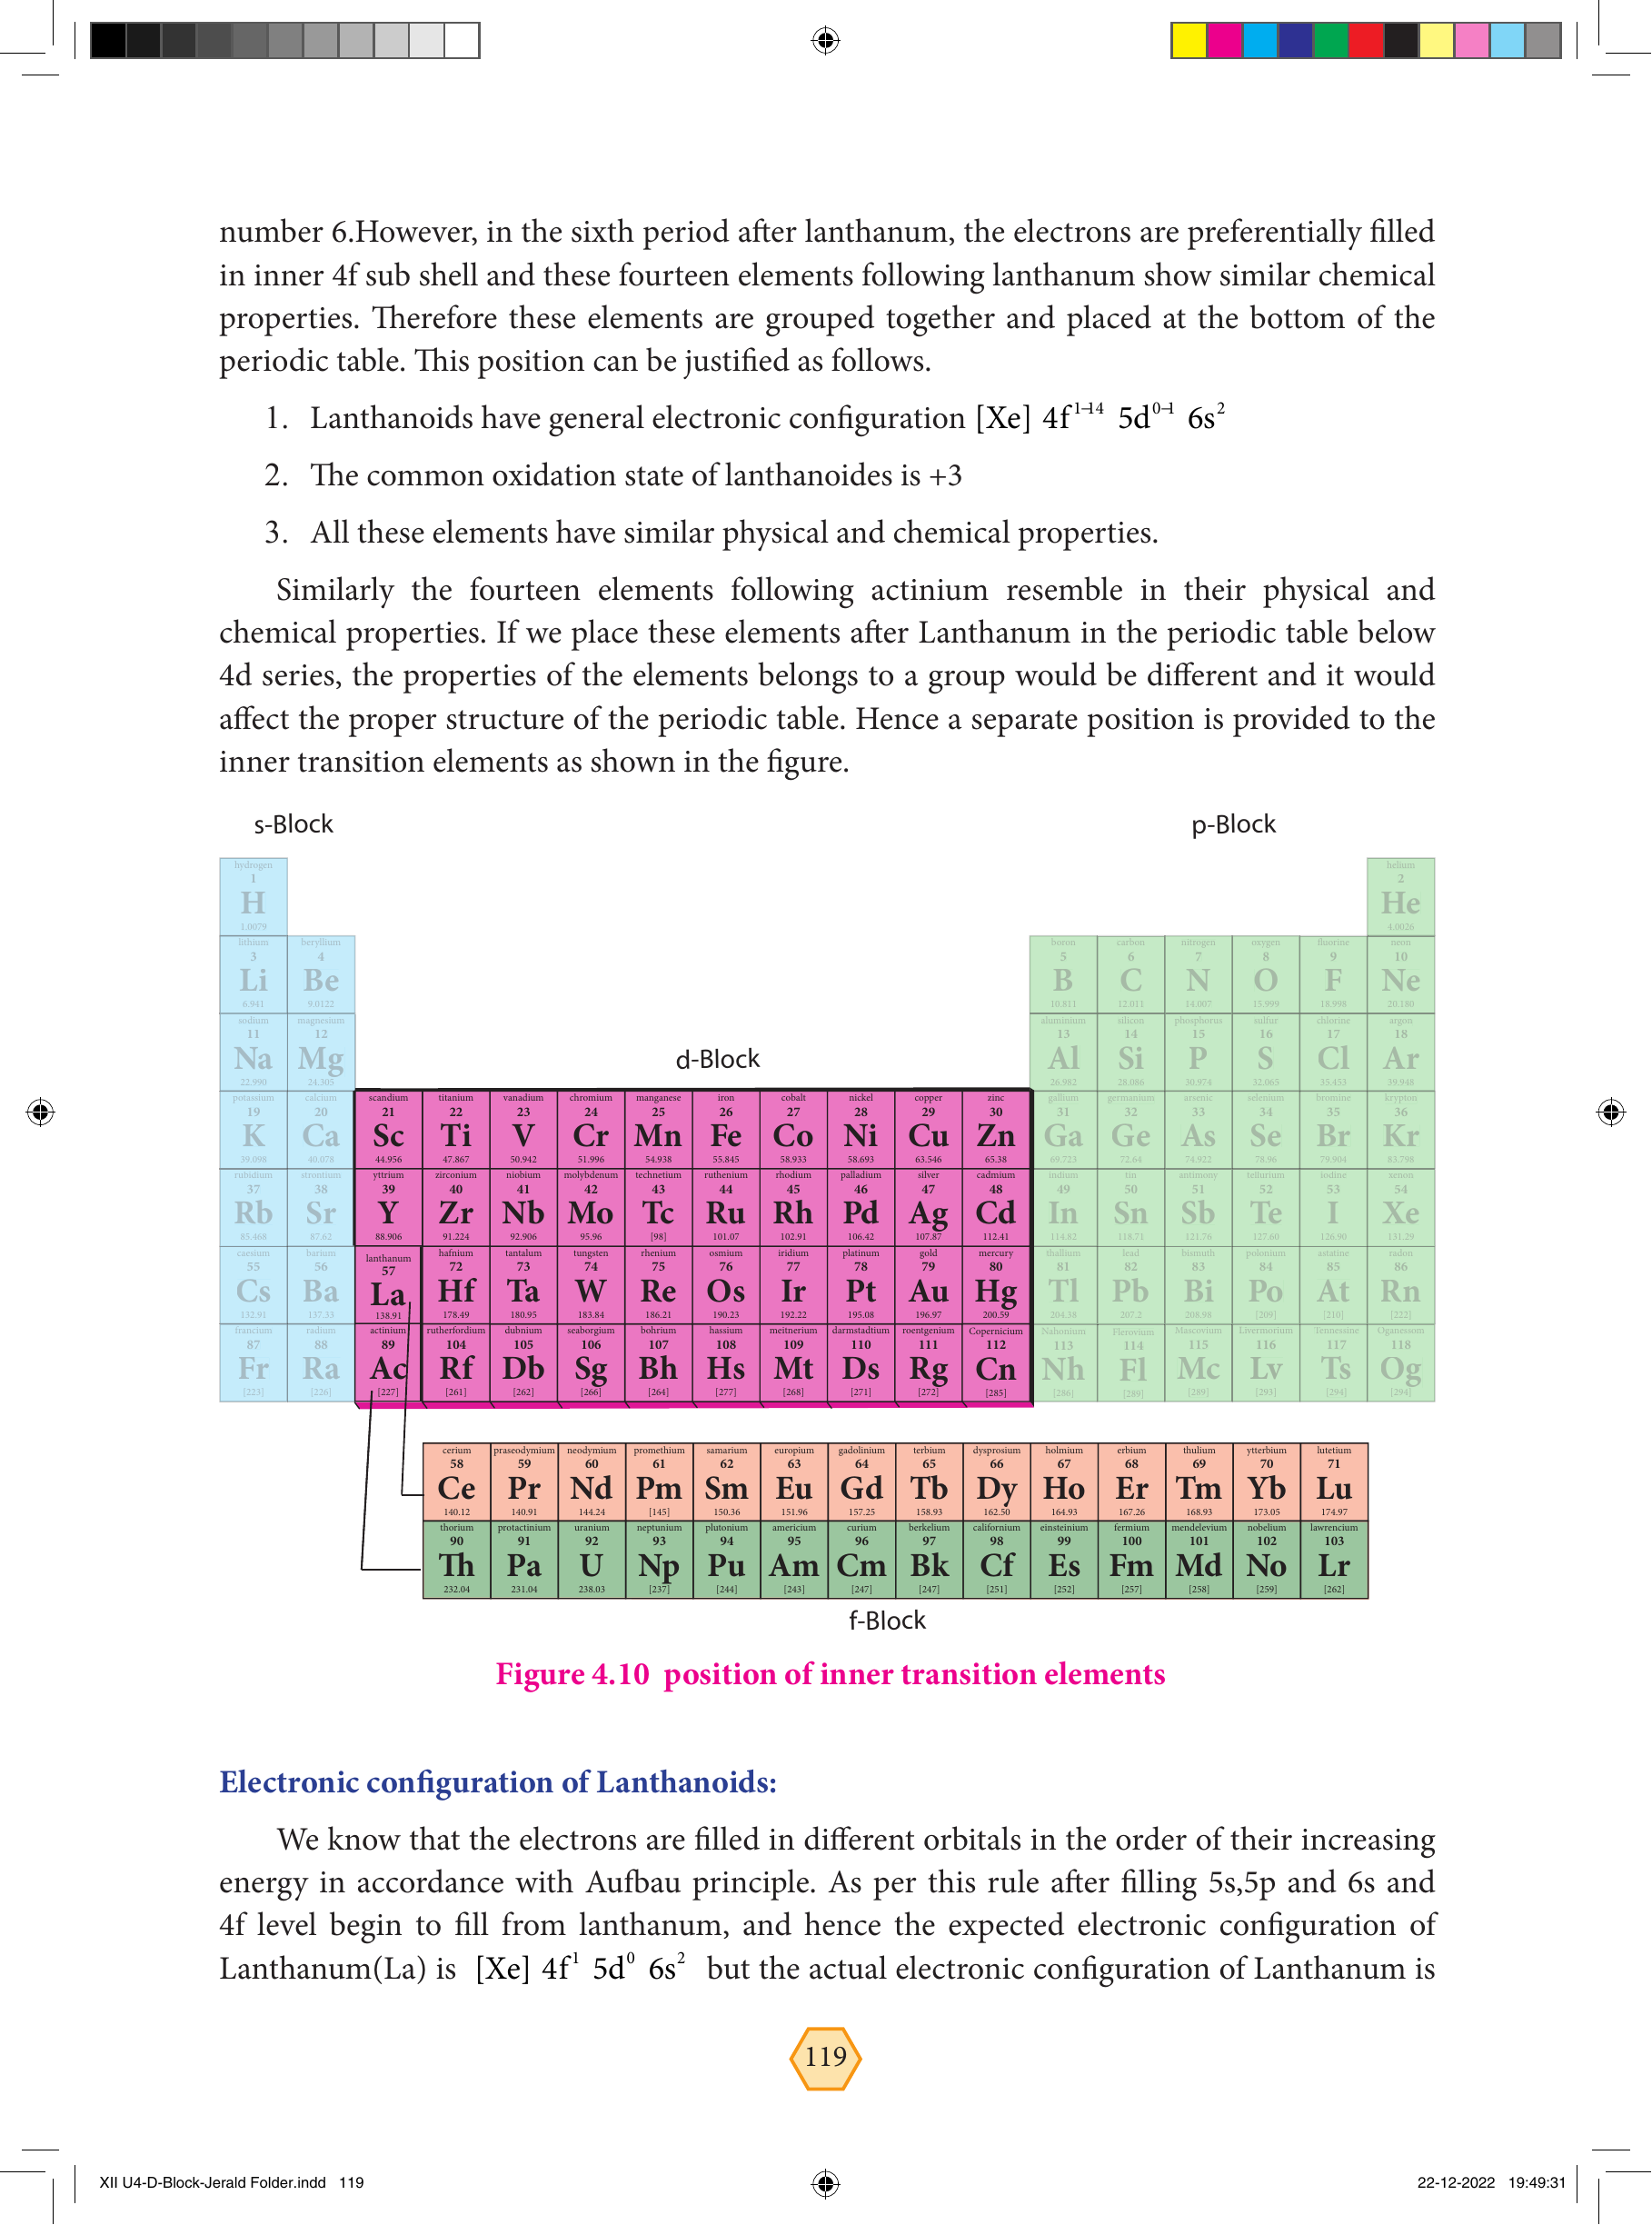 number 6.However, in the sixth period after lanthanum, the electrons are preferentially filled
in inner 4f sub shell and these fourteen elements following lanthanum show similar chemical
properties. Therefore these elements are grouped together and placed at the bottom of the
periodic table. This position can be justified as follows.
1. Lanthanoids have general electronic configuration [Xe] 4f¹⁻¹⁴ 5d⁰⁻¹ 6s²
2. The common oxidation state of lanthanoides is +3
3. All these elements have similar physical and chemical properties.
Similarly the fourteen elements following actinium resemble in their physical and
chemical properties. If we place these elements after Lanthanum in the periodic table below
4d series, the properties of the elements belongs to a group would be different and it would
affect the proper structure of the periodic table. Hence a separate position is provided to the
inner transition elements as shown in the figure.
s-Block p-Block
hydrogen helium
1 2
H He
1.0079 4.0026
lithium beryllium boron carbon nitrogen oxygen fluorine neon
3 4 5 6 7 8 9 10
Li Be B C N O F Ne
6.941 9.0122 10.811 12.011 14.007 15.999 18.998 20.180
sodium magnesium aluminium silicon phosphorus sulfur chlorine argon
11 12 13 14 15 16 17 18
Na Mg Al Si P S Cl Ar
22.990 24.305 26.982 28.086 30.974 32.065 35.453 39.948
d-Block
potassium calcium scandium titanium vanadium chromium manganese iron cobalt nickel copper zinc gallium germanium arsenic selenium bromine krypton
19 20 21 22 23 24 25 26 27 28 29 30 31 32 33 34 35 36
K Ca Sc Ti V Cr Mn Fe Co Ni Cu Zn Ga Ge As Se Br Kr
39.098 40.078 44.956 47.867 50.942 51.996 54.938 55.845 58.933 58.693 63.546 65.38 69.723 72.64 74.922 78.96 79.904 83.798
rubidium strontium yttrium zirconium niobium molybdenum technetium ruthenium rhodium palladium silver cadmium indium tin antimony tellurium iodine xenon
37 38 39 40 41 42 43 44 45 46 47 48 49 50 51 52 53 54
Rb Sr Y Zr Nb Mo Tc Ru Rh Pd Ag Cd In Sn Sb Te I Xe
85.468 87.62 88.906 91.224 92.906 95.96 [98] 101.07 102.91 106.42 107.87 112.41 114.82 118.71 121.76 127.60 126.90 131.29
caesium barium lanthanum hafnium tantalum tungsten rhenium osmium iridium platinum gold mercury thallium lead bismuth polonium astatine radon
55 56 57 72 73 74 75 76 77 78 79 80 81 82 83 84 85 86
Cs Ba La Hf Ta W Re Os Ir Pt Au Hg Tl Pb Bi Po At Rn
132.91 137.33 138.91 178.49 180.95 183.84 186.21 190.23 192.22 195.08 196.97 200.59 204.38 207.2 208.98 [209] [210] [222]
francium radium actinium rutherfordium dubnium seaborgium bohrium hassium meitnerium darmstadtium roentgenium Copernicium Nahonium Flerovium Mascovium Livermorium Tennessine Oganessom
87 88 89 104 105 106 107 108 109 110 111 112 113 114 115 116 117 118
Fr Ra Ac Rf Db Sg Bh Hs Mt Ds Rg Cn Nh Fl Mc Lv Ts Og
[223] [226] [227] [261] [262] [266] [264] [277] [268] [271] [272] [285] [286] [289] [289] [293] [294] [294]
cerium praseodymium neodymium promethium samarium europium gadolinium terbium dysprosium holmium erbium thulium ytterbium lutetium
58 59 60 61 62 63 64 65 66 67 68 69 70 71
Ce Pr Nd Pm Sm Eu Gd Tb Dy Ho Er Tm Yb Lu
140.12 140.91 144.24 [145] 150.36 151.96 157.25 158.93 162.50 164.93 167.26 168.93 173.05 174.97
thorium protactinium uranium neptunium plutonium americium curium berkelium californium einsteinium fermium mendelevium nobelium lawrencium
90 91 92 93 94 95 96 97 98 99 100 101 102 103
Th Pa U Np Pu Am Cm Bk Cf Es Fm Md No Lr
232.04 231.04 238.03 [237] [244] [243] [247] [247] [251] [252] [257] [258] [259] [262]
f-Block
Figure 4.10 position of inner transition elements
Electronic configuration of Lanthanoids:
We know that the electrons are filled in different orbitals in the order of their increasing
energy in accordance with Aufbau principle. As per this rule after filling 5s,5p and 6s and
4f level begin to fill from lanthanum, and hence the expected electronic configuration of
Lanthanum(La) is [Xe] 4f¹ 5d⁰ 6s² but the actual electronic configuration of Lanthanum is
119
XII U4-D-Block-Jerald Folder.indd 119 22-12-2022 19:49:31